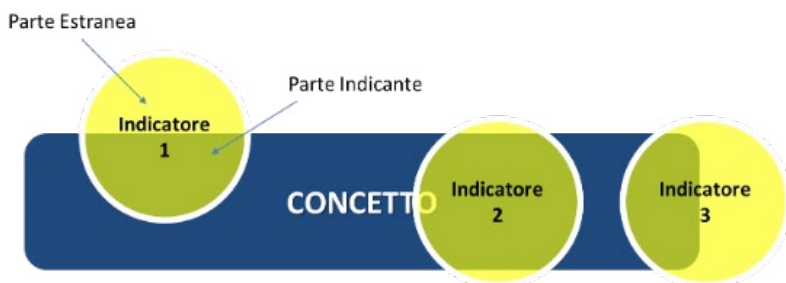 Parte Estranea
Parte Indicante
Indicatore
1
CONCETTO
Indicatore
2
Indicatore
3